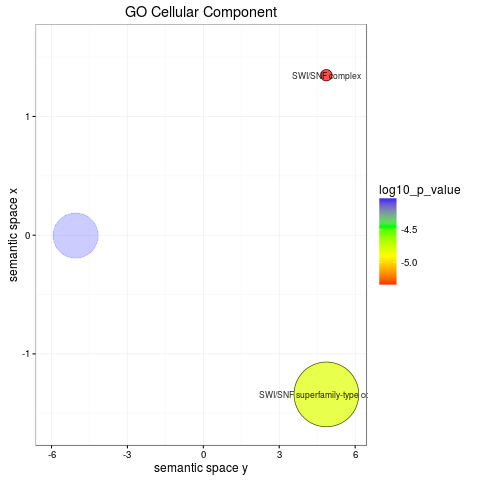 GO Cellular Component
SWI/SNF complex
1
log10_p_value
-4.5
semantic space x
0
-5.0
-1
SWI/SNF superfamily-type
-6
-3
0
3
6
semantic space y